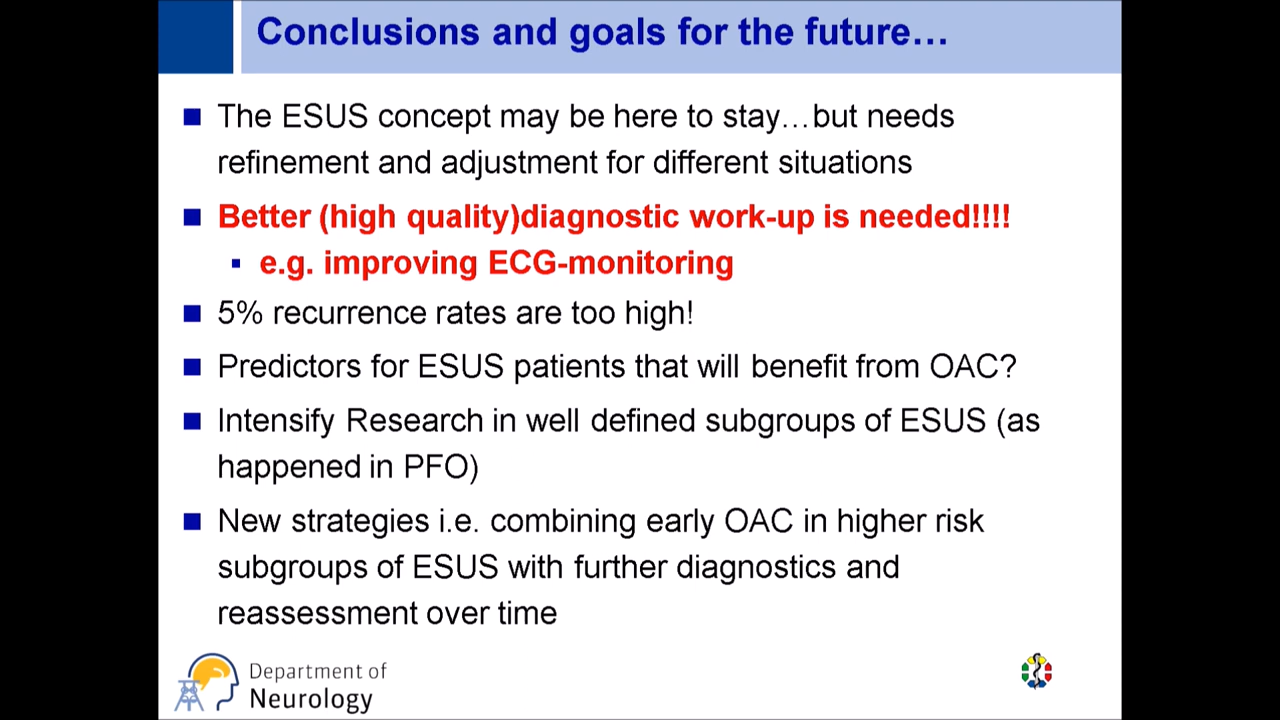 Conclusions and goals for the future…
The ESUS concept may be here to stay…but needs
refinement and adjustment for different situations
Better (high quality)diagnostic work-up is needed!!!!
e.g. improving ECG-monitoring
5% recurrence rates are too high!
Predictors for ESUS patients that will benefit from OAC?
Intensify Research in well defined subgroups of ESUS (as
happened in PFO)
New strategies i.e. combining early OAC in higher risk
subgroups of ESUS with further diagnostics and
reassessment over time
Department of
Neurology